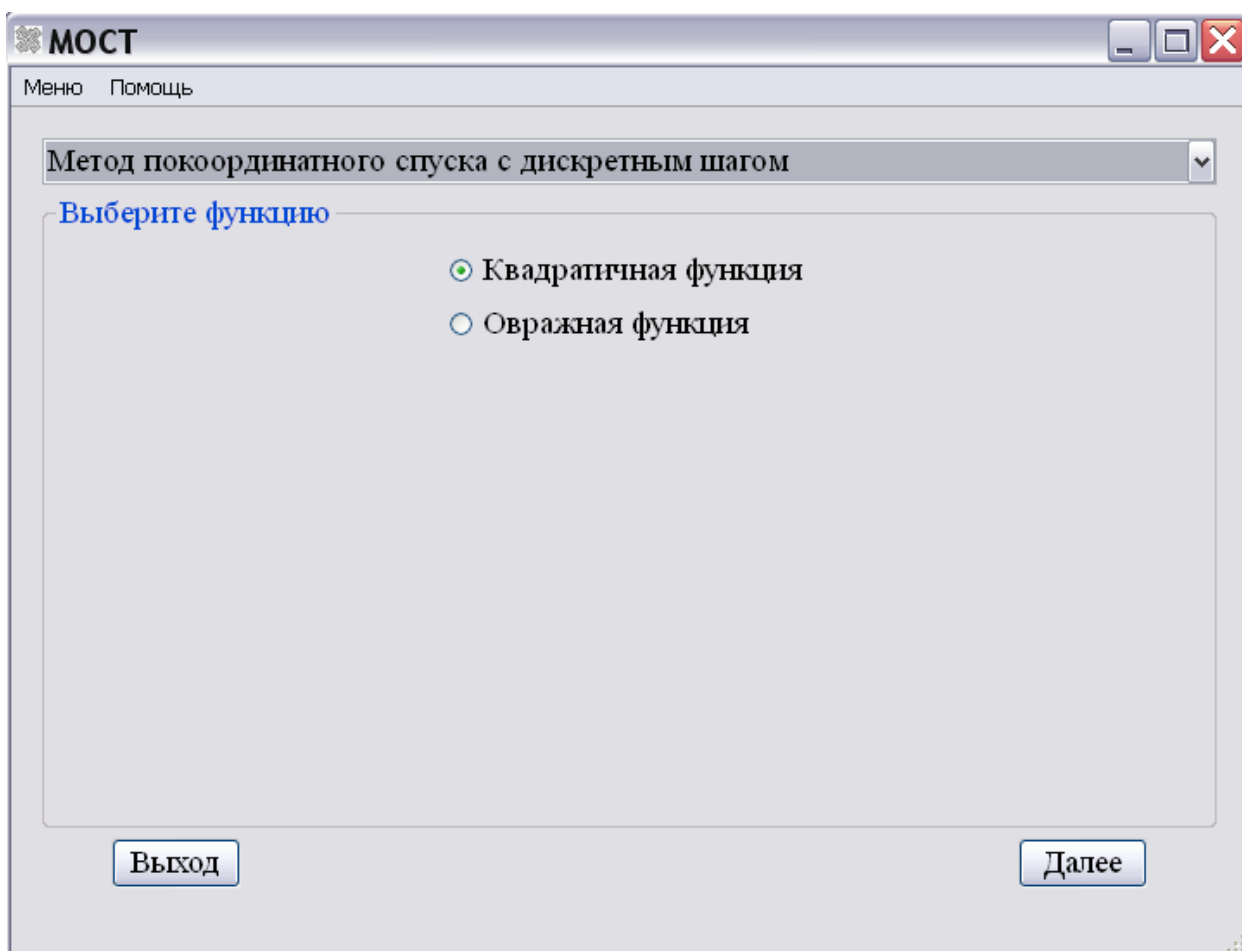 МОСТ
Меню Помощь
Метод покоординатного спуска с дискретным шагом
Выберите функцию
Квадратичная функция
Овражная функция
Выход Далее